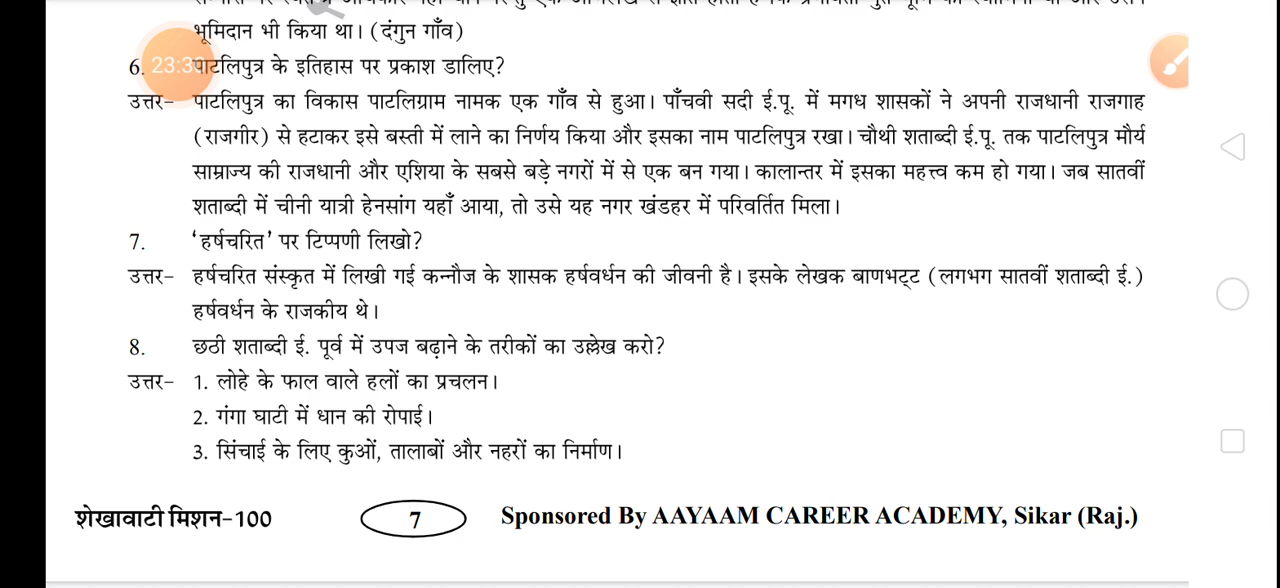 भूमिदान भी किया था। (दंगुन गाँव)
6. पाटलिपुत्र के इतिहास पर प्रकाश डालिए?
23:30
उत्तर- पाटलिपुत्र का विकास पाटलिग्राम नामक एक गाँव से हुआ। पाँचवी सदी ई.पू. में मगध शासकों ने अपनी राजधानी राजगाह
(राजगीर) से हटाकर इसे बस्ती में लाने का निर्णय किया और इसका नाम पाटलिपुत्र रखा। चौथी शताब्दी ई.पू. तक पाटलिपुत्र मौर्य
साम्राज्य की राजधानी और एशिया के सबसे बड़े नगरों में से एक बन गया। कालान्तर में इसका महत्त्व कम हो गया। जब सातवीं
शताब्दी में चीनी यात्री हेनसांग यहाँ आया, तो उसे यह नगर खंडहर में परिवर्तित मिला।
7. 'हर्षचरित' पर टिप्पणी लिखो?
उत्तर- हर्षचरित संस्कृत में लिखी गई कन्नौज के शासक हर्षवर्धन की जीवनी है। इसके लेखक बाणभट्ट (लगभग सातवीं शताब्दी ई.)
हर्षवर्धन के राजकीय थे।
8. छठी शताब्दी ई. पूर्व में उपज बढ़ाने के तरीकों का उल्लेख करो?
उत्तर- 1. लोहे के फाल वाले हलों का प्रचलन।
2. गंगा घाटी में धान की रोपाई।
3. सिंचाई के लिए कुओं, तालाबों और नहरों का निर्माण।
शेखावाटी मिशन-100 7 Sponsored By AAYAAM CAREER ACADEMY, Sikar (Raj.)